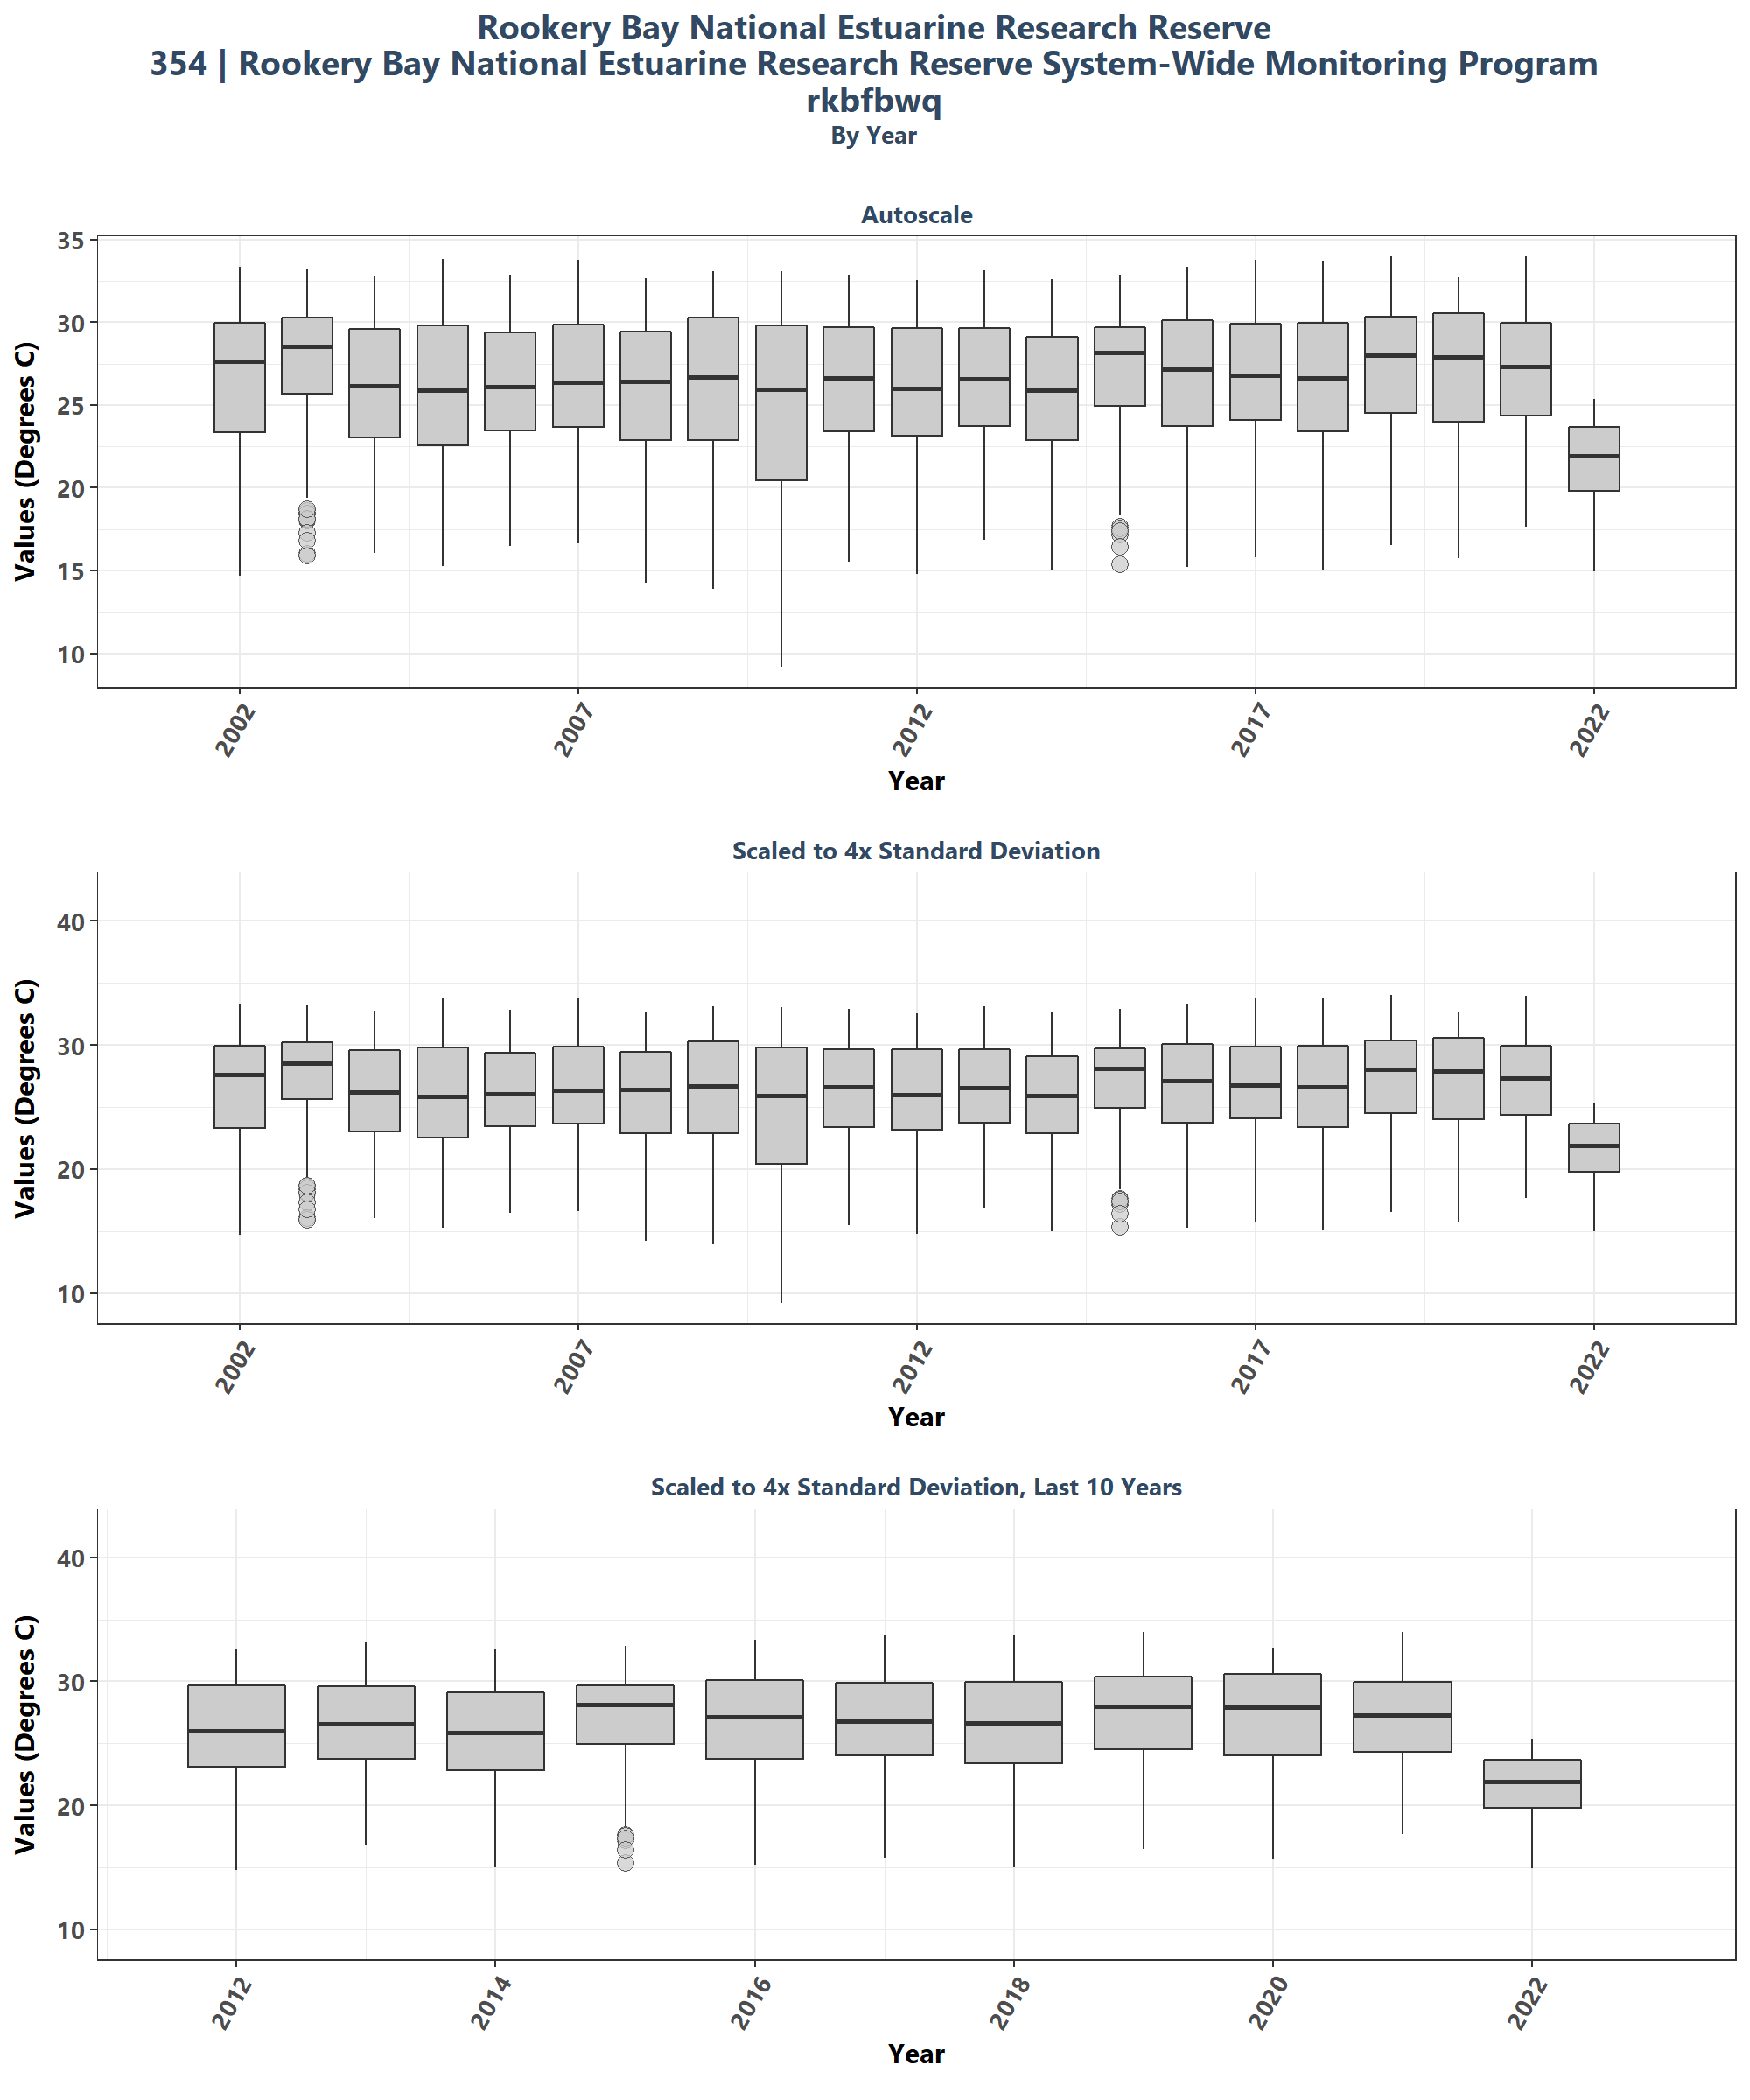 Rookery Bay National Estuarine Research Reserve
354 | Rookery Bay National Estuarine Research Reserve System-Wide Monitoring Program
rkbfbwq
By Year
Autoscale
Values (Degrees C)
35
30
25
20
15
10
2002
2007
2012
2017
2022
Year
Scaled to 4x Standard Deviation
Values (Degrees C)
40
30
20
10
2002
2007
2012
2017
2022
Year
Scaled to 4x Standard Deviation, Last 10 Years
Values (Degrees C)
40
30
20
10
2012
2014
2016
2018
2020
2022
Year